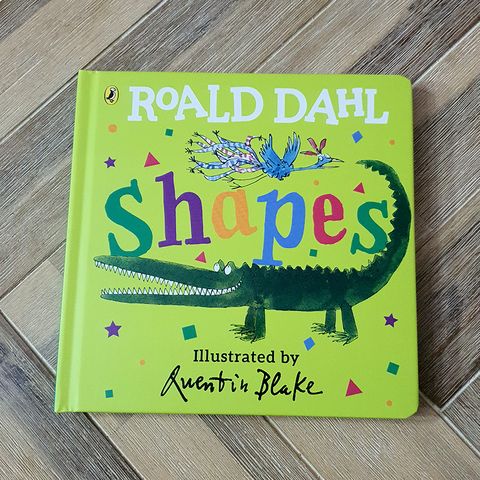 ROALD DAHL
Shapes
Illustrated by
Quentin Blake